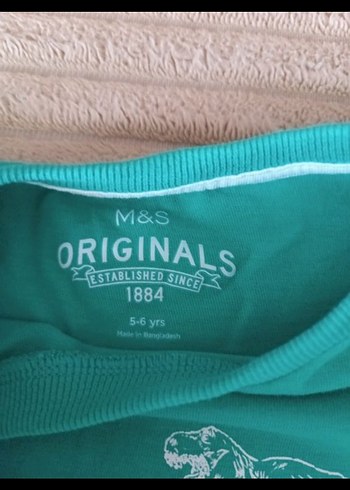 M&S
ORIGINALS
ESTABLISHED SINCE
1884
5-6 yrs
Made in Bangladesh